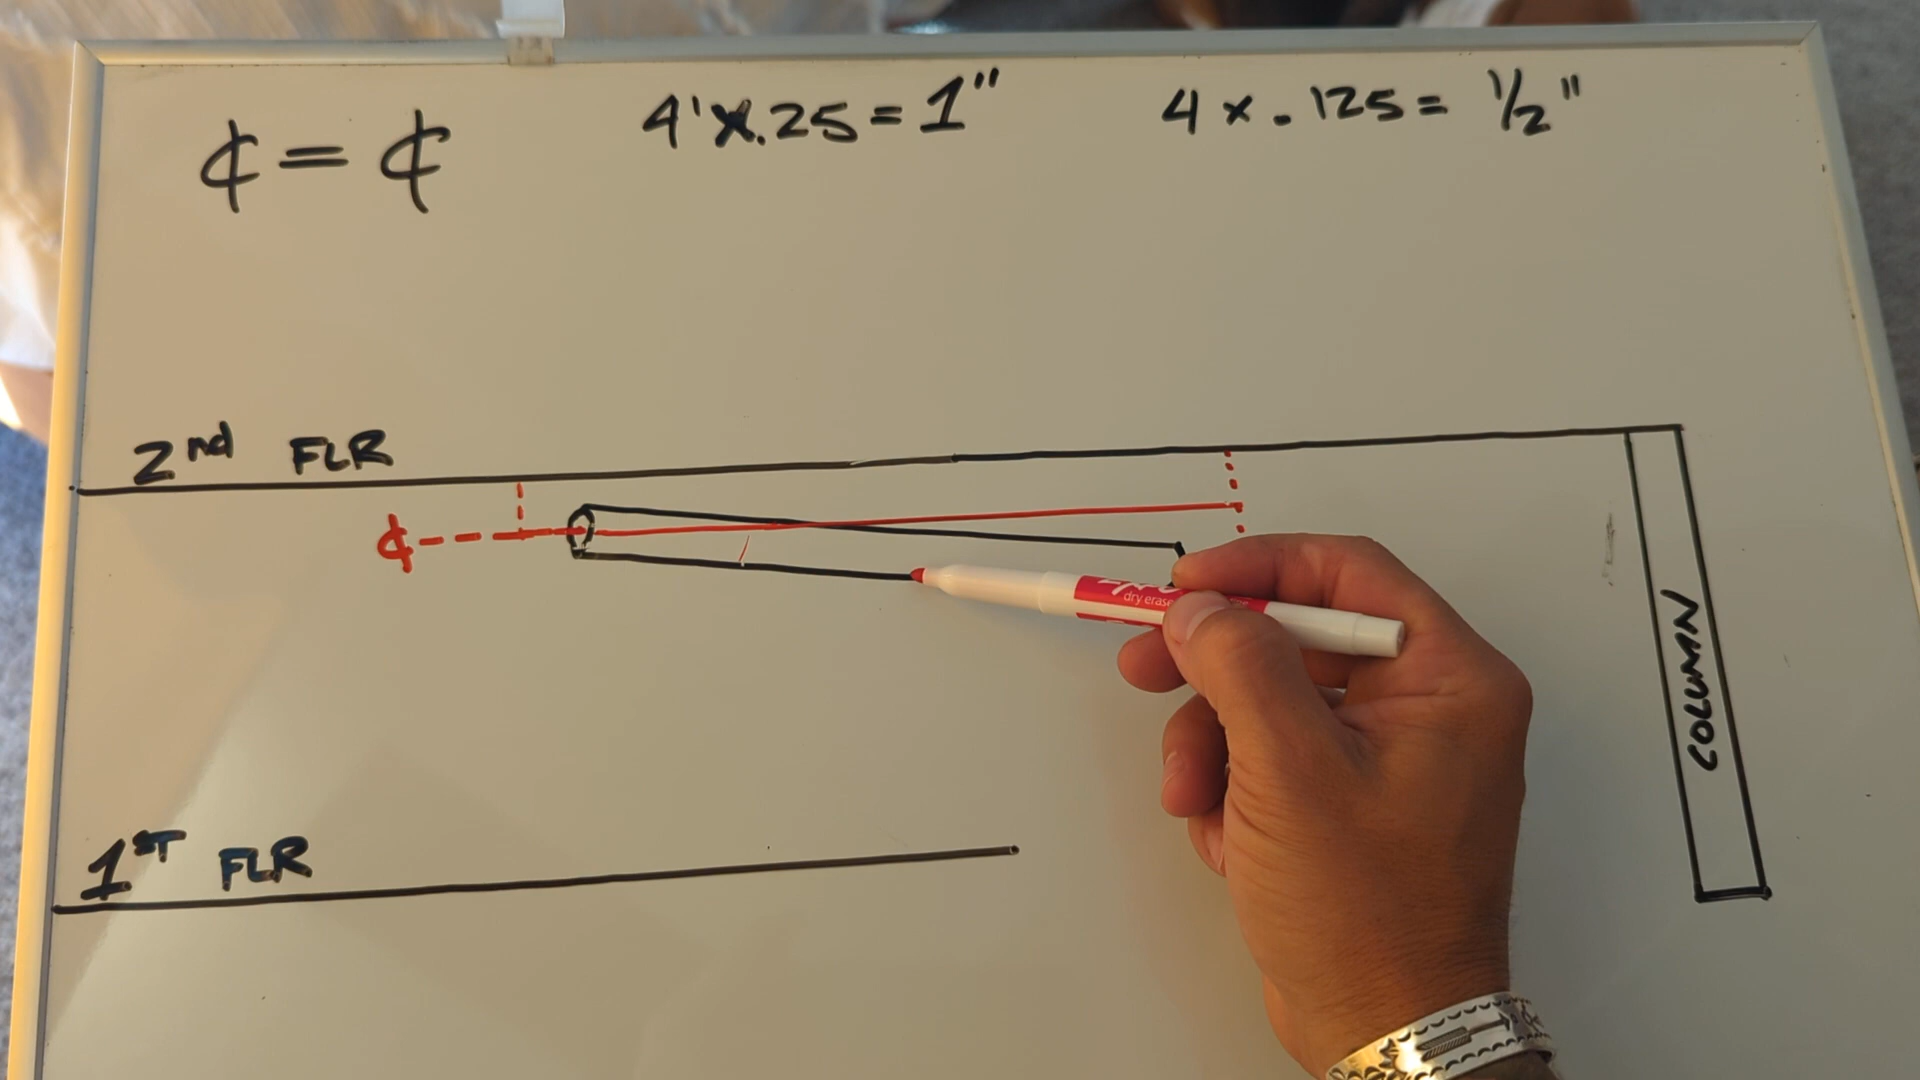 ¢ = ¢
4' x .25 = 1"
4 x .125 = 1/2"
2nd FLR
¢
dry erase
COLUMN
1ST FLR